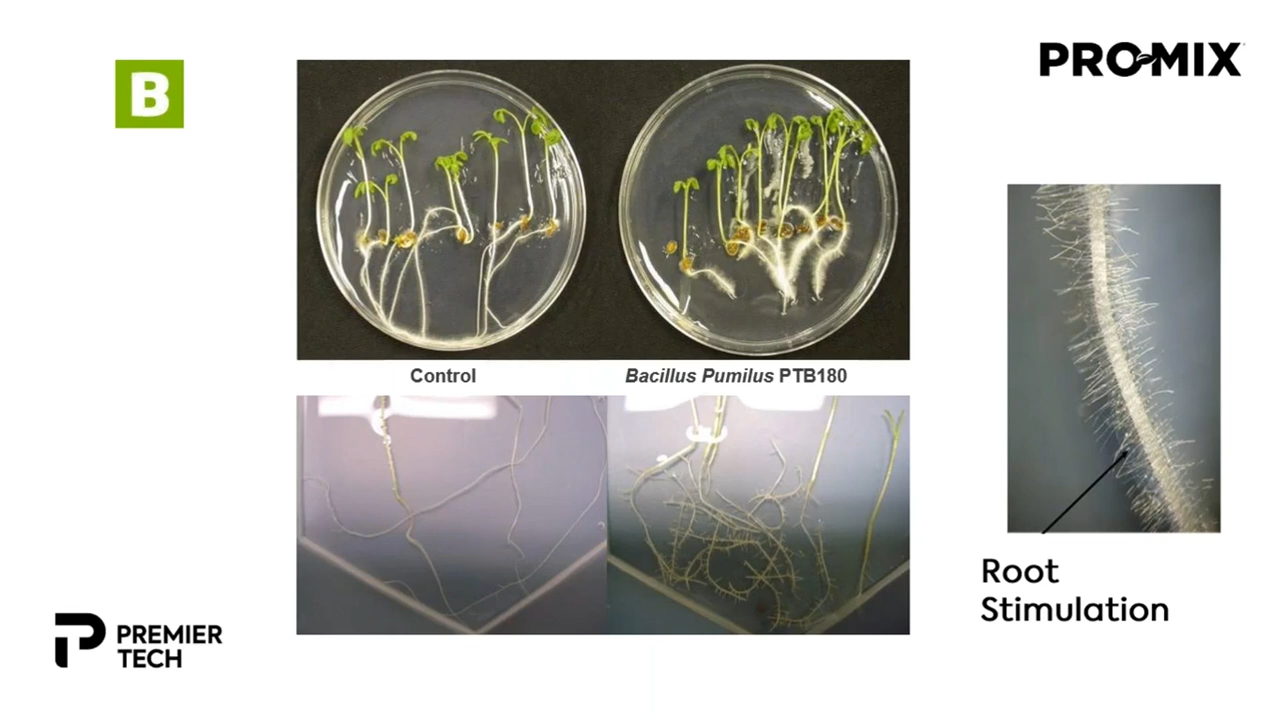 B
PRO-MIX
Control
Bacillus Pumilus PTB180
Root
Stimulation
PREMIER
TECH